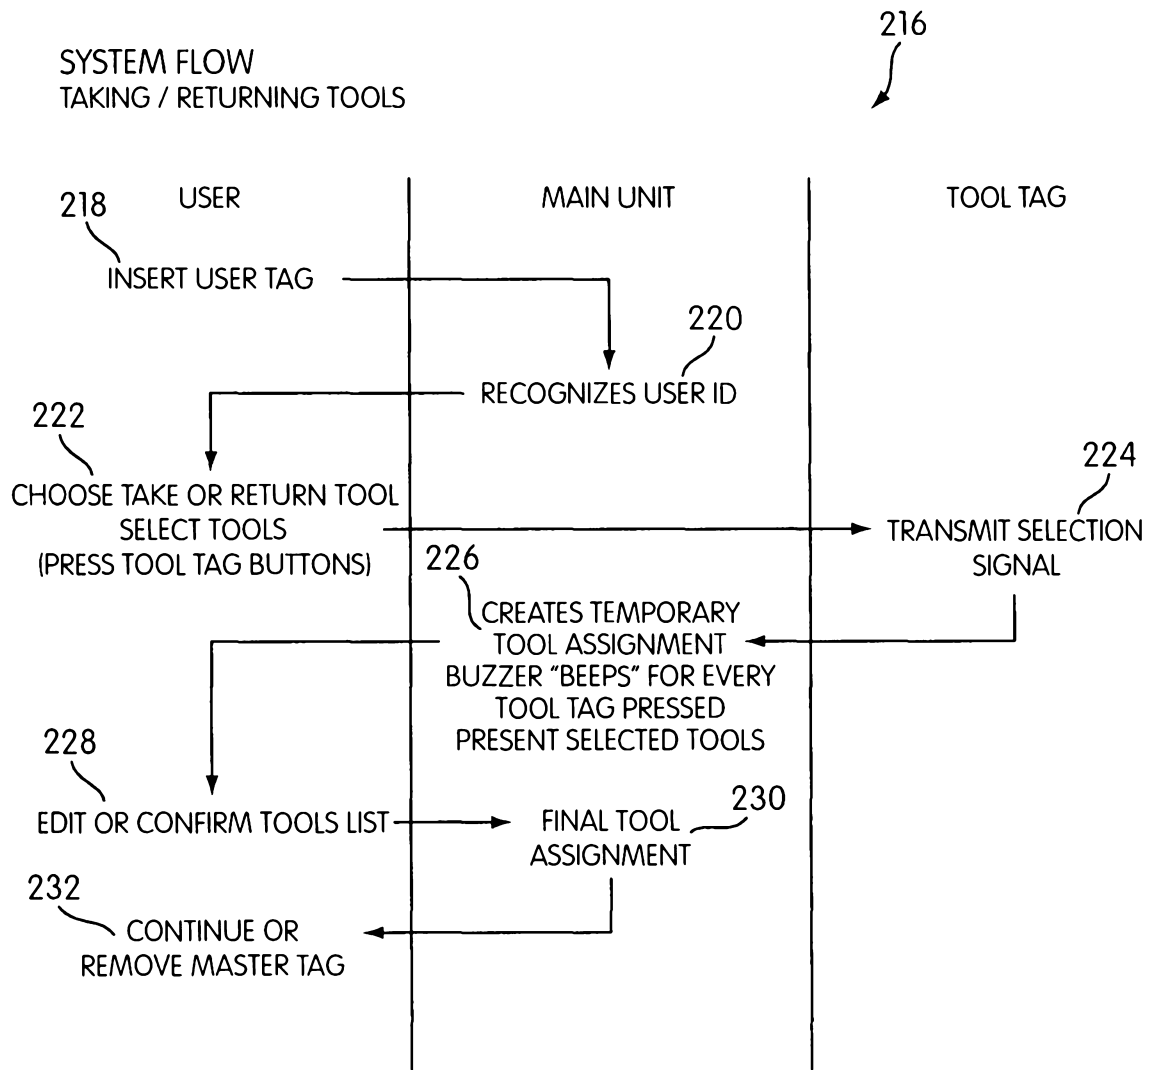 216
SYSTEM FLOW
TAKING / RETURNING TOOLS
USER
MAIN UNIT
TOOL TAG
218
INSERT USER TAG
220
RECOGNIZES USER ID
222
CHOOSE TAKE OR RETURN TOOL
SELECT TOOLS
(PRESS TOOL TAG BUTTONS)
224
TRANSMIT SELECTION
SIGNAL
226
CREATES TEMPORARY
TOOL ASSIGNMENT
BUZZER "BEEPS" FOR EVERY
TOOL TAG PRESSED
PRESENT SELECTED TOOLS
228
EDIT OR CONFIRM TOOLS LIST
230
FINAL TOOL
ASSIGNMENT
232
CONTINUE OR
REMOVE MASTER TAG